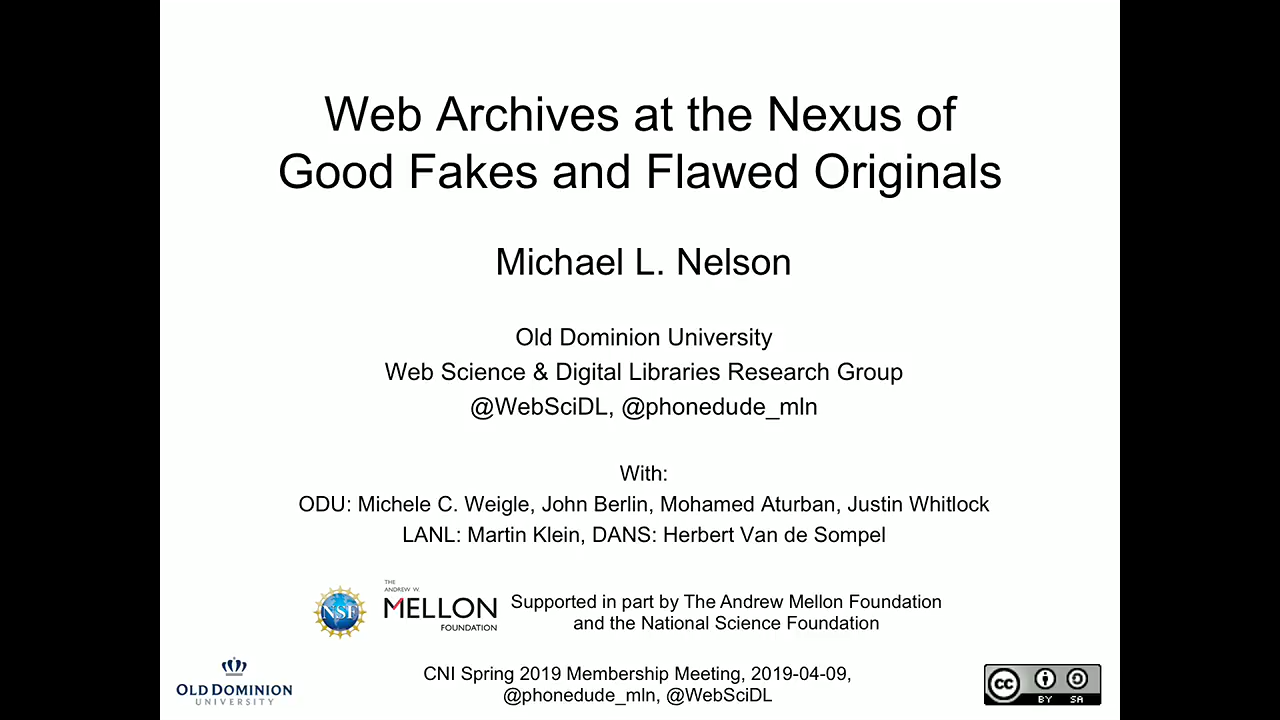 Web Archives at the Nexus of
Good Fakes and Flawed Originals
Michael L. Nelson
Old Dominion University
Web Science & Digital Libraries Research Group
@WebSciDL, @phonedude_mln
With:
ODU: Michele C. Weigle, John Berlin, Mohamed Aturban, Justin Whitlock
LANL: Martin Klein, DANS: Herbert Van de Sompel
NSF
THE
ANDREW W.
MELLON
FOUNDATION
Supported in part by The Andrew Mellon Foundation
and the National Science Foundation
OLD DOMINION
UNIVERSITY
CNI Spring 2019 Membership Meeting, 2019-04-09,
@phonedude_mln, @WebSciDL
cc
BY SA